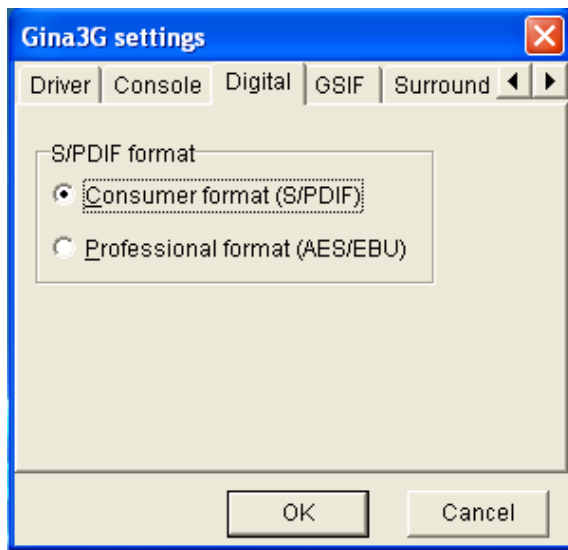 Gina3G settings
Driver Console Digital GSIF Surround
S/PDIF format
Consumer format (S/PDIF)
Professional format (AES/EBU)
OK Cancel